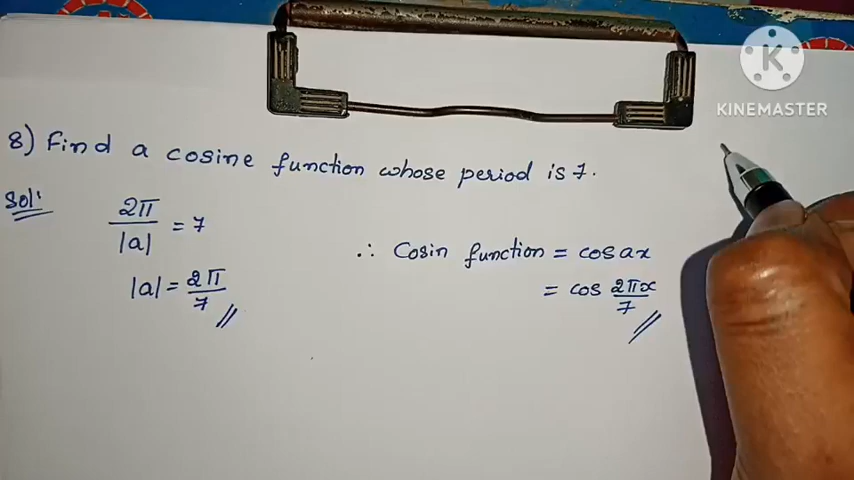 KINEMASTER
8) Find a cosine function whose period is 7.
Sol:
2π/|a| = 7
|a| = 2π/7 //
∴ Cosin function = cos ax
= cos 2πx/7 //